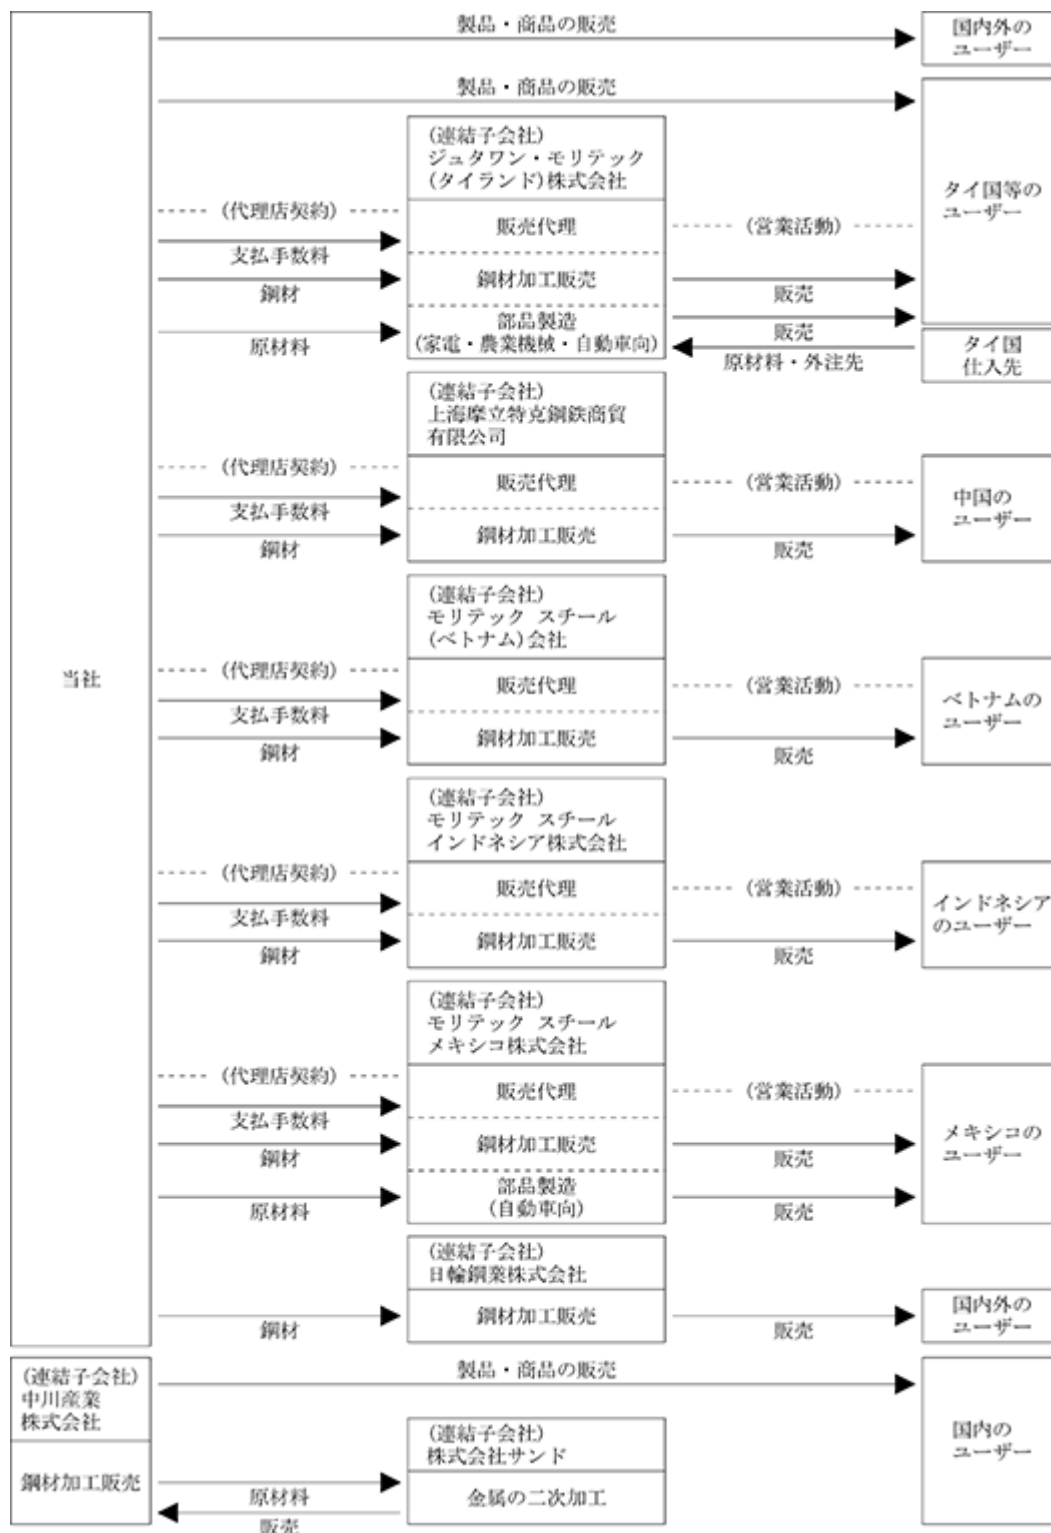 製品・商品の販売
国内外の
ユーザー
製品・商品の販売
(連結子会社)
ジュタワン・モリテック
(タイランド)株式会社
タイ国等の
ユーザー
(代理店契約)
販売代理
(営業活動)
支払手数料
鋼材加工販売
鋼材
販売
部品製造
(家電・農業機械・自動車向)
原材料
販売
原材料・外注先
タイ国
仕入先
(連結子会社)
上海摩立特克鋼鉄商貿
有限公司
(代理店契約)
販売代理
(営業活動)
中国の
ユーザー
支払手数料
鋼材加工販売
鋼材
販売
(連結子会社)
モリテック スチール
(ベトナム)会社
当社
(代理店契約)
販売代理
(営業活動)
ベトナムの
ユーザー
支払手数料
鋼材加工販売
鋼材
販売
(連結子会社)
モリテック スチール
インドネシア株式会社
(代理店契約)
販売代理
(営業活動)
インドネシア
のユーザー
支払手数料
鋼材加工販売
鋼材
販売
(連結子会社)
モリテック スチール
メキシコ株式会社
(代理店契約)
販売代理
(営業活動)
支払手数料
メキシコの
ユーザー
鋼材加工販売
鋼材
販売
部品製造
(自動車向)
原材料
販売
(連結子会社)
日輪鋼業株式会社
鋼材加工販売
鋼材
販売
国内外の
ユーザー
(連結子会社)
中川産業
株式会社
製品・商品の販売
国内の
ユーザー
(連結子会社)
株式会社サンド
鋼材加工販売
原材料
金属の二次加工
販売